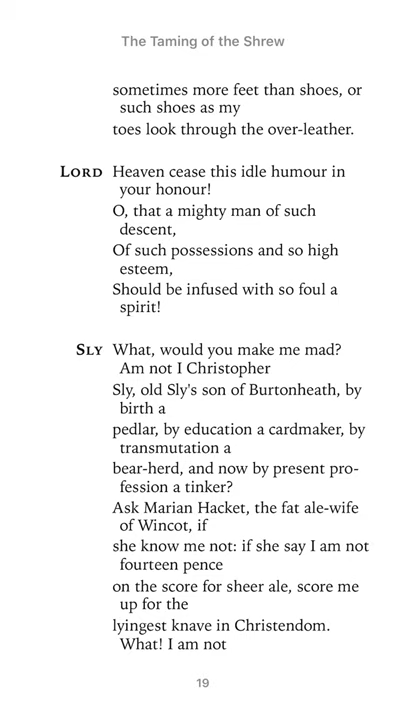 The Taming of the Shrew
sometimes more feet than shoes, or
such shoes as my
toes look through the over-leather.
LORD Heaven cease this idle humour in
your honour!
O, that a mighty man of such
descent,
Of such possessions and so high
esteem,
Should be infused with so foul a
spirit!
SLY What, would you make me mad?
Am not I Christopher
Sly, old Sly's son of Burtonheath, by
birth a
pedlar, by education a cardmaker, by
transmutation a
bear-herd, and now by present pro-
fession a tinker?
Ask Marian Hacket, the fat ale-wife
of Wincot, if
she know me not: if she say I am not
fourteen pence
on the score for sheer ale, score me
up for the
lyingest knave in Christendom.
What! I am not
19